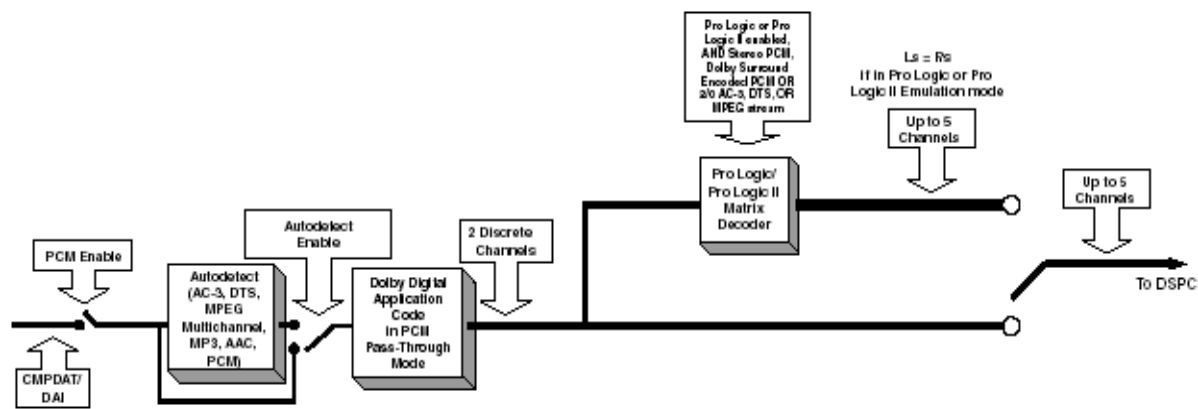 Pro Logic or Pro
Logic II enabled,
AND Stereo PCM,
Dolby Surround
Encoded PCM OR
2/0 AC-3, DTS, OR
MPEG stream
Ls = Rs
if in Pro Logic or Pro
Logic II Emulation mode
Up to 5
Channels
Pro Logic/
Pro Logic II
Matrix
Decoder
Up to 5
Channels
To DSPC
PCM Enable
Autodetect
Enable
2 Discrete
Channels
Autodetect
(AC-3, DTS,
MPEG
Multichannel,
MP3, AAC,
PCM)
Dolby Digital
Application
Code
in PCM
Pass-Through
Mode
CMPDAT/
DAI